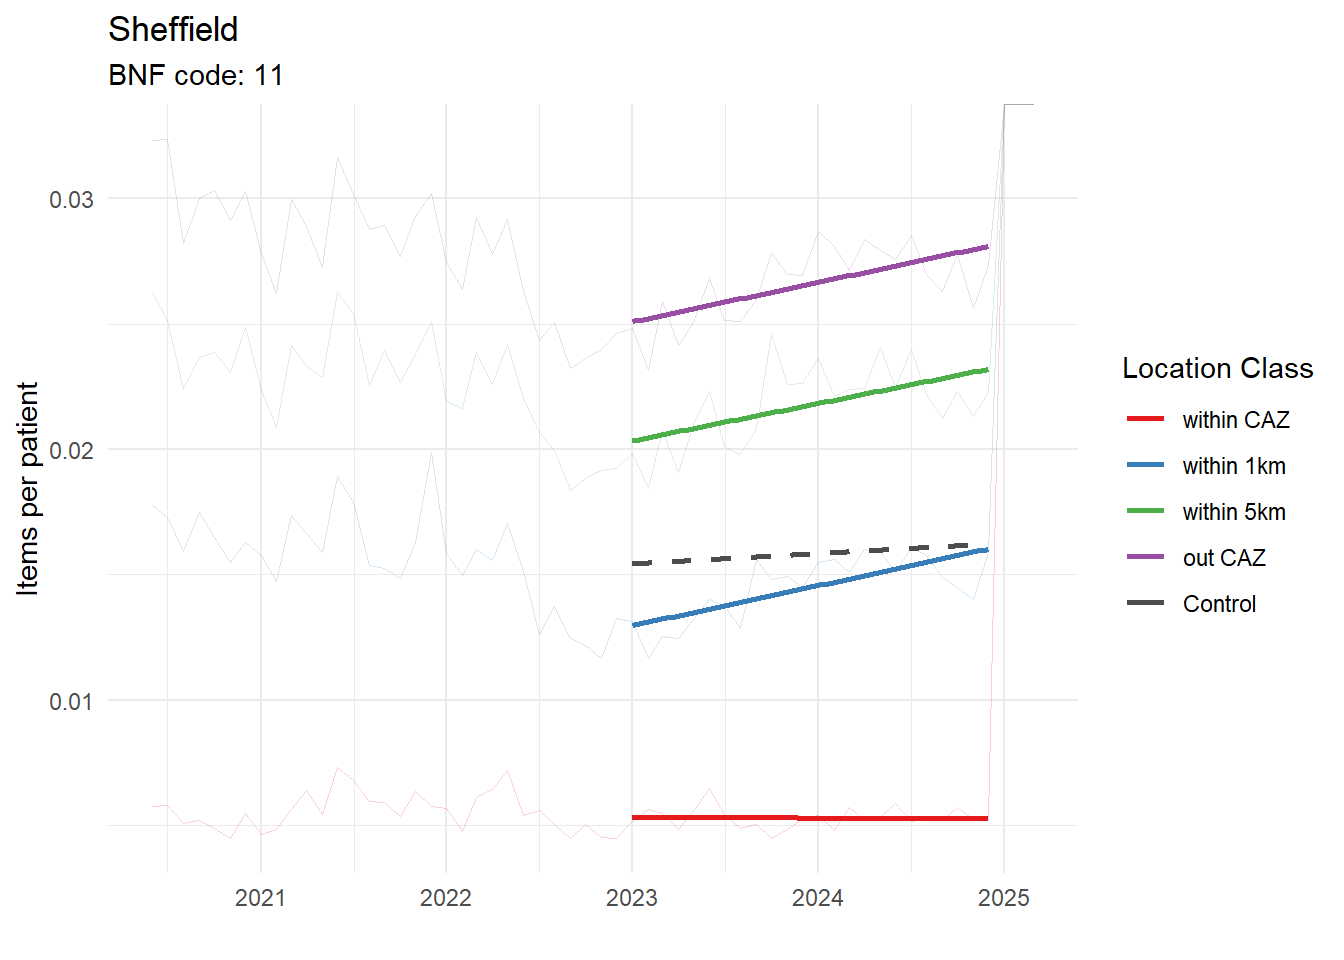 Sheffield
BNF code: 11
Items per patient
0.03
0.02
0.01
2021
2022
2023
2024
2025
Location Class
within CAZ
within 1km
within 5km
out CAZ
Control